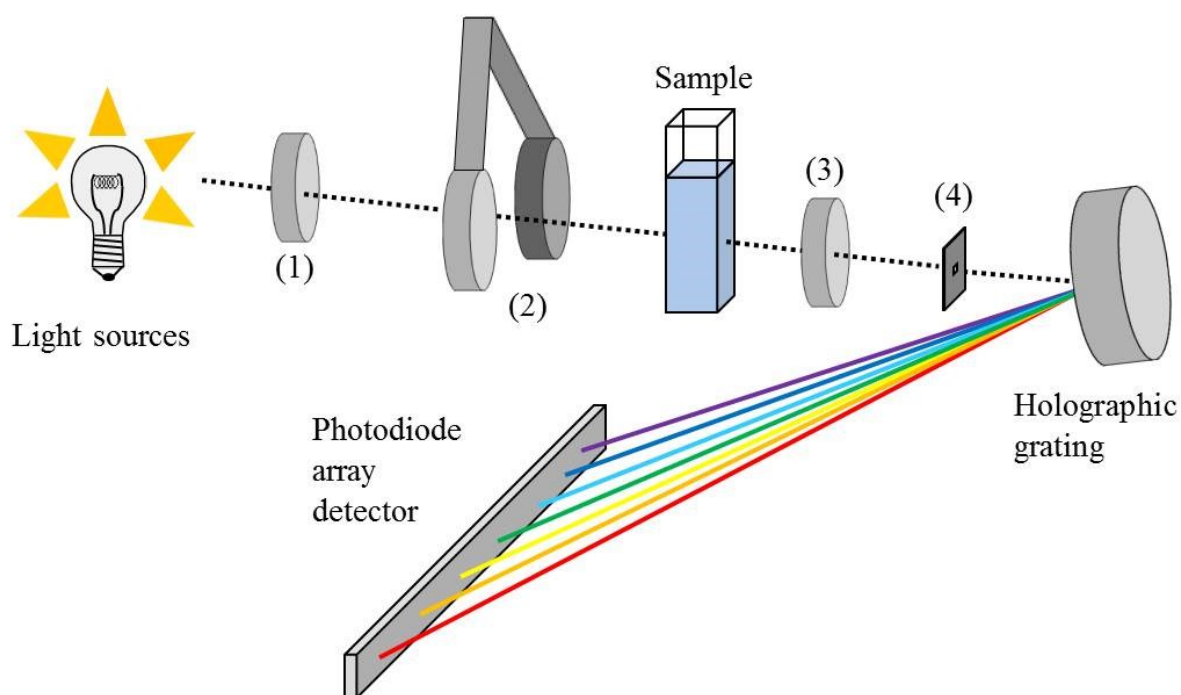 Sample
(3)
(4)
(1)
(2)
Light sources
Holographic
grating
Photodiode
array
detector